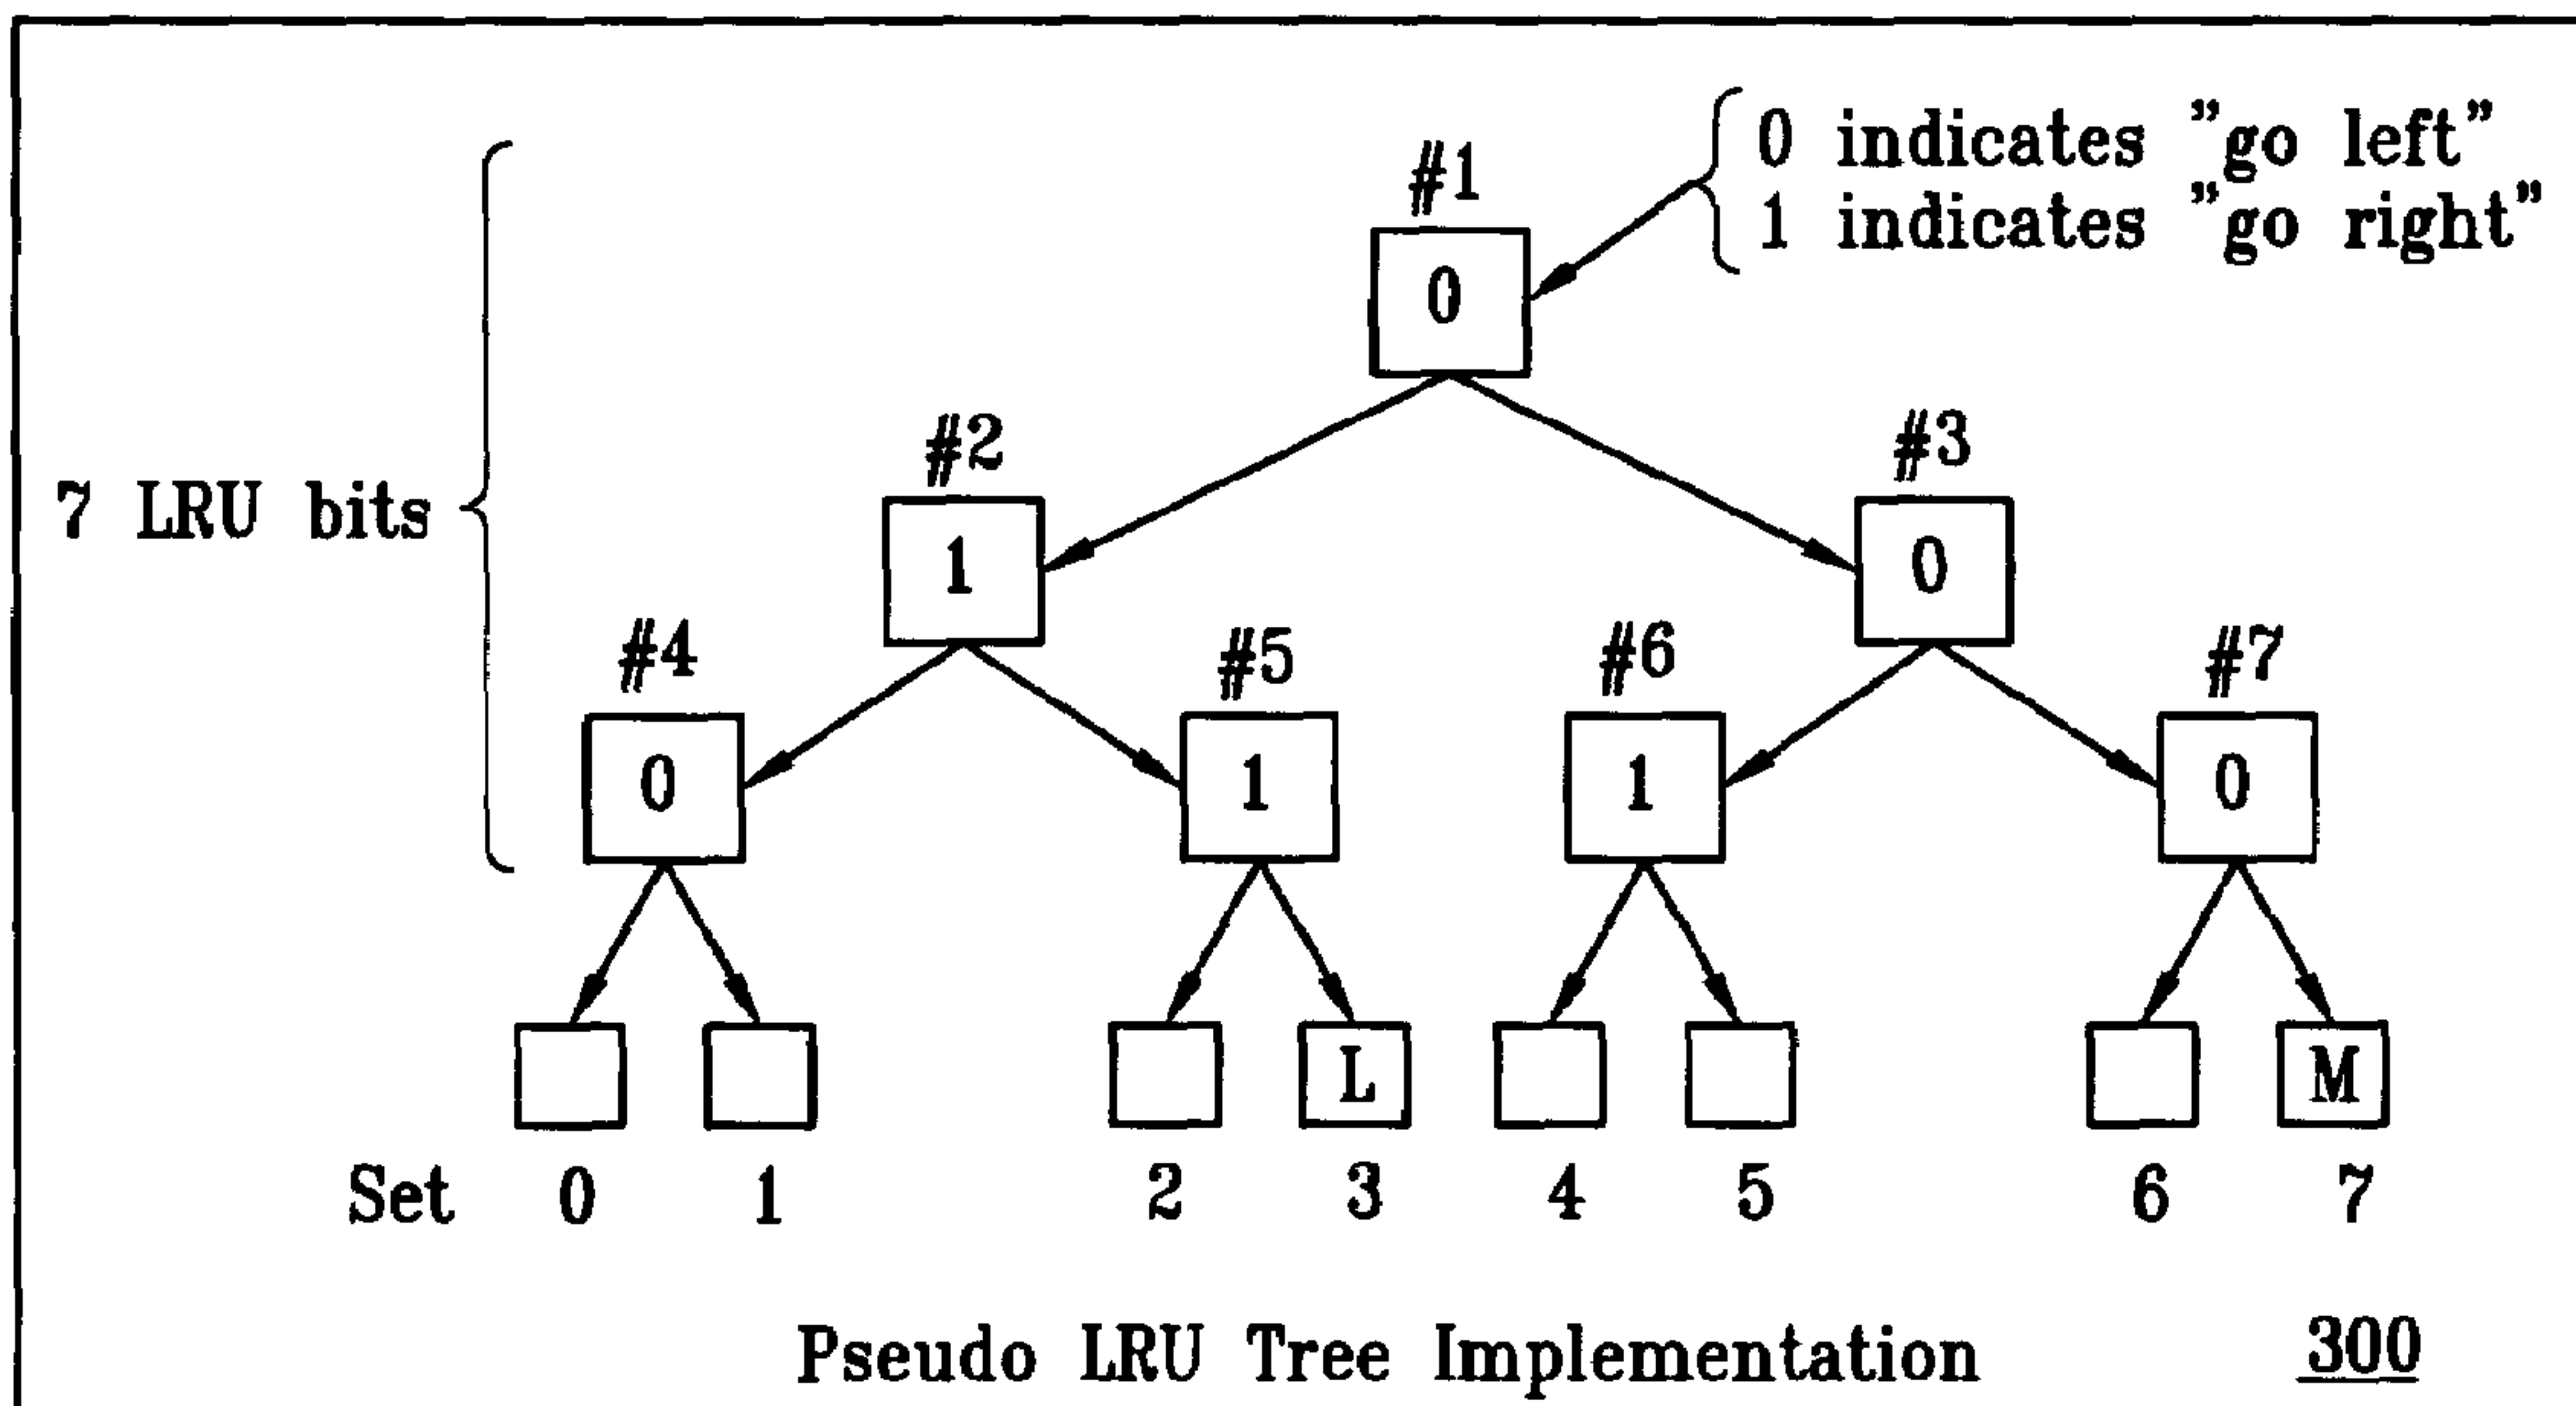 0 indicates ”go left”
1 indicates ”go right”
#1
0
#2
#3
7 LRU bits
1
0
#4
#5
#6
#7
0
1
1
0
L
M
Set 0 1 2 3 4 5 6 7
Pseudo LRU Tree Implementation
300